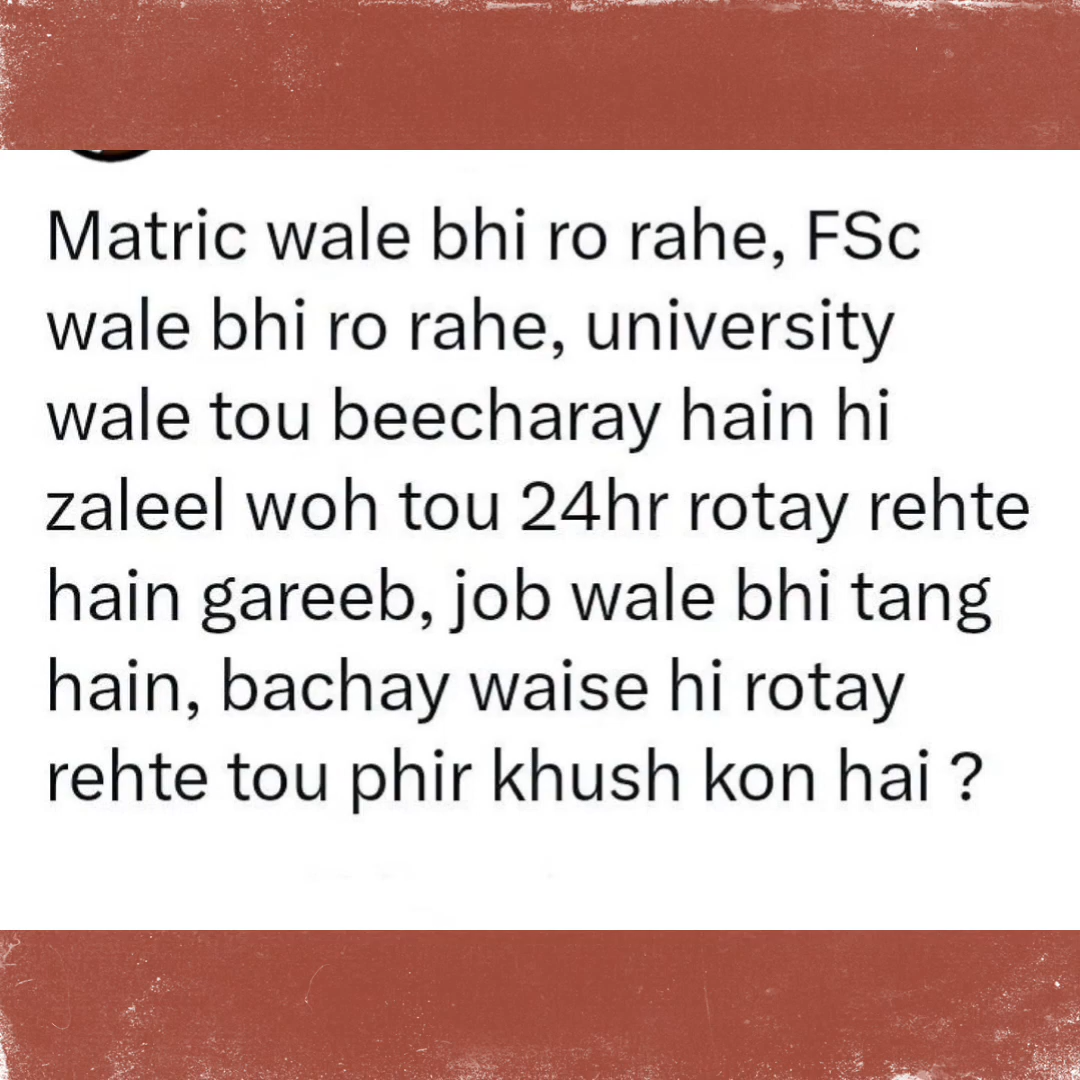 Matric wale bhi ro rahe, FSc
wale bhi ro rahe, university
wale tou beecharay hain hi
zaleel woh tou 24hr rotay rehte
hain gareeb, job wale bhi tang
hain, bachay waise hi rotay
rehte tou phir khush kon hai ?